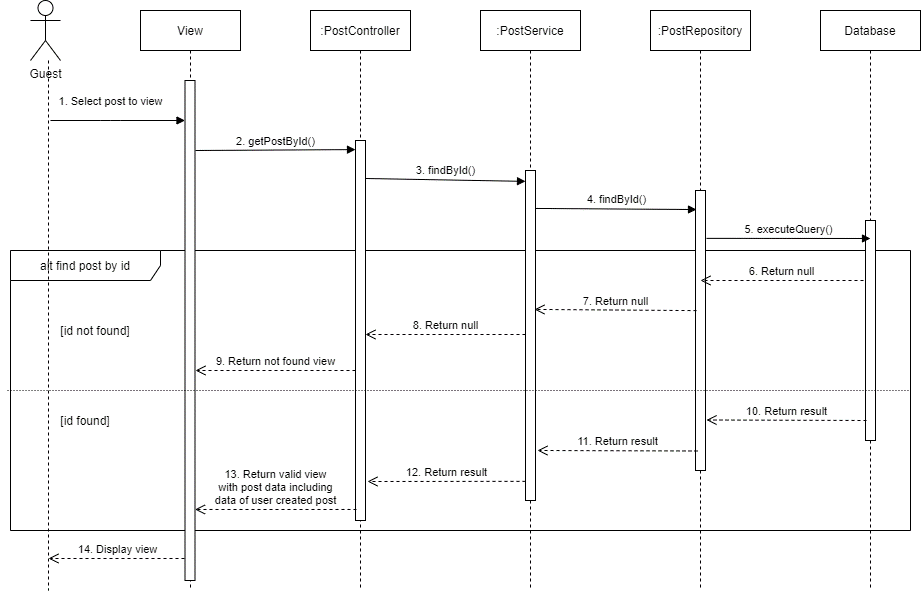 View
:PostController
:PostService
:PostRepository
Database
Guest
1. Select post to view
2. getPostById()
3. findById()
4. findById()
5. executeQuery()
alt find post by id
6. Return null
7. Return null
[id not found]
8. Return null
9. Return not found view
10. Return result
[id found]
11. Return result
12. Return result
13. Return valid view
with post data including
data of user created post
14. Display view